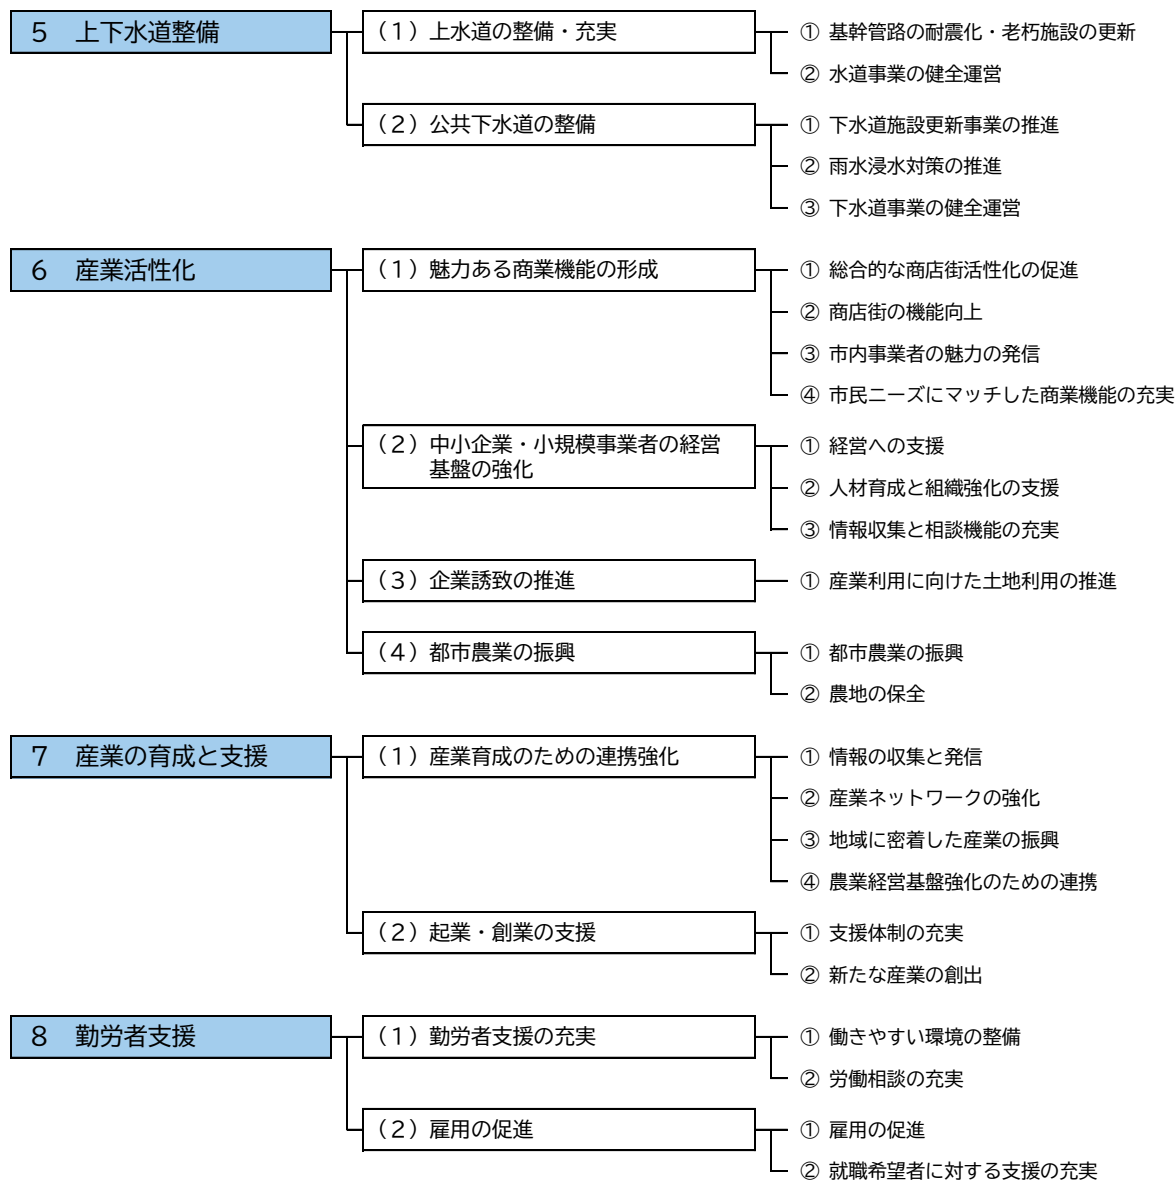 5 上下水道整備
（1）上水道の整備・充実
① 基幹管路の耐震化・老朽施設の更新
② 水道事業の健全運営
（2）公共下水道の整備
① 下水道施設更新事業の推進
② 雨水浸水対策の推進
③ 下水道事業の健全運営
6 産業活性化
（1）魅力ある商業機能の形成
① 総合的な商店街活性化の促進
② 商店街の機能向上
③ 市内事業者の魅力の発信
④ 市民ニーズにマッチした商業機能の充実
（2）中小企業・小規模事業者の経営
基盤の強化
① 経営への支援
② 人材育成と組織強化の支援
③ 情報収集と相談機能の充実
（3）企業誘致の推進
① 産業利用に向けた土地利用の推進
（4）都市農業の振興
① 都市農業の振興
② 農地の保全
7 産業の育成と支援
（1）産業育成のための連携強化
① 情報の収集と発信
② 産業ネットワークの強化
③ 地域に密着した産業の振興
④ 農業経営基盤強化のための連携
（2）起業・創業の支援
① 支援体制の充実
② 新たな産業の創出
8 勤労者支援
（1）勤労者支援の充実
① 働きやすい環境の整備
② 労働相談の充実
（2）雇用の促進
① 雇用の促進
② 就職希望者に対する支援の充実